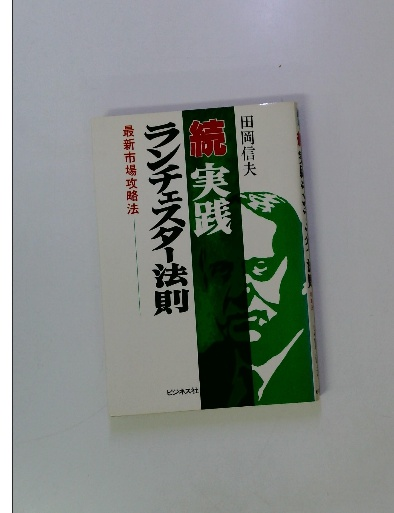 田岡信夫
続 実践
ランチェスター法則
最新市場攻略法
ビジネス社